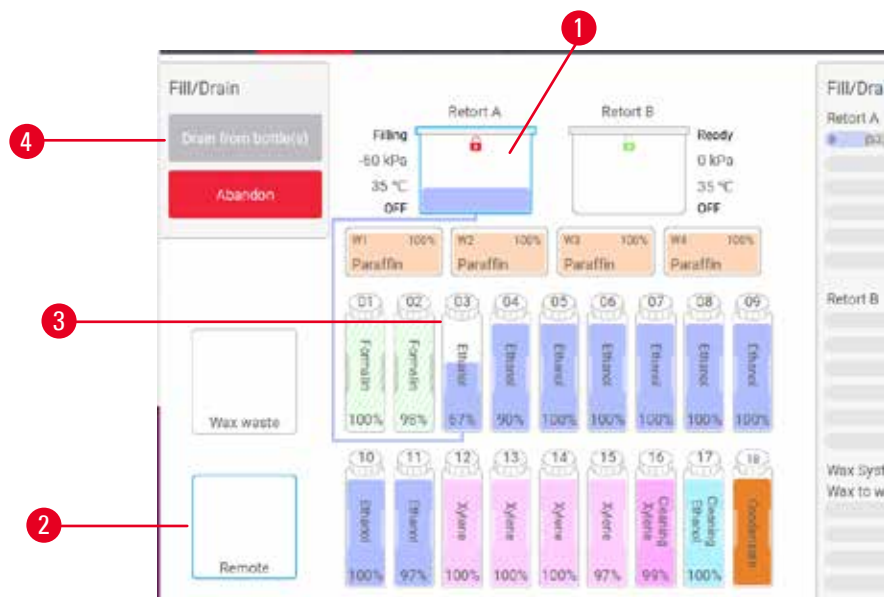 1
Fill/Drain
Drain from bottle(s)
Abandon
4
Retort A
Retort B
Filling
-60 kPa
35 °C
OFF
Ready
0 kPa
35 °C
OFF
W1 100%
Paraffin
W2 100%
Paraffin
W3 100%
Paraffin
W4 100%
Paraffin
3
01 02 03 04 05 06 07 08 09
Formalin Formalin Ethanol Ethanol Ethanol Ethanol Ethanol Ethanol Ethanol
100% 98% 67% 90% 100% 100% 100% 100% 100%
Wax waste
2
Remote
10 11 12 13 14 15 16 17 18
Ethanol Ethanol Xylene Xylene Xylene Xylene Cleaning Xylene Cleaning Ethanol Condensate
100% 97% 100% 100% 100% 97% 99% 100%
Fill/Dra
Retort A
Retort B
Wax Syst
Wax to w